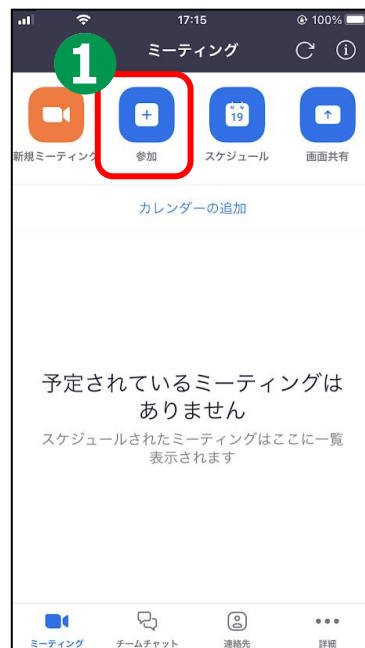 17:15
100%
ミーティング
1
19
新規ミーティング
参加
スケジュール
画面共有
カレンダーの追加
予定されているミーティングは
ありません
スケジュールされたミーティングはここに一覧
表示されます
ミーティング
チームチャット
連絡先
詳細